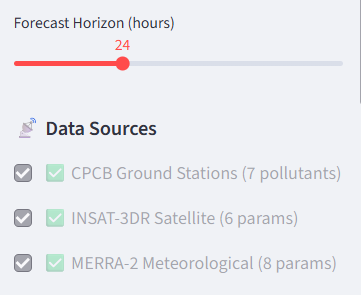 Forecast Horizon (hours)
24
Data Sources
CPCB Ground Stations (7 pollutants)
INSAT-3DR Satellite (6 params)
MERRA-2 Meteorological (8 params)